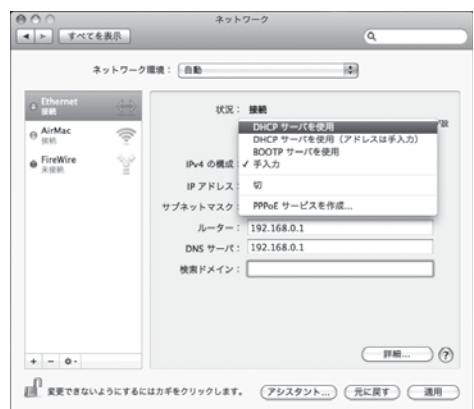 ネットワーク
すべてを表示
ネットワーク環境： 自動
Ethernet
接続
AirMac
接続
FireWire
未接続
状況： 接続
DHCP サーバを使用
DHCP サーバを使用（アドレスは手入力）
BOOTP サーバを使用
IPv4 の構成： ✓ 手入力
IP アドレス： 切
サブネットマスク： PPPoE サービスを作成...
ルーター： 192.168.0.1
DNS サーバ： 192.168.0.1
検索ドメイン：
詳細...
?
変更できないようにするにはカギをクリックします。
アシスタント...
元に戻す
適用